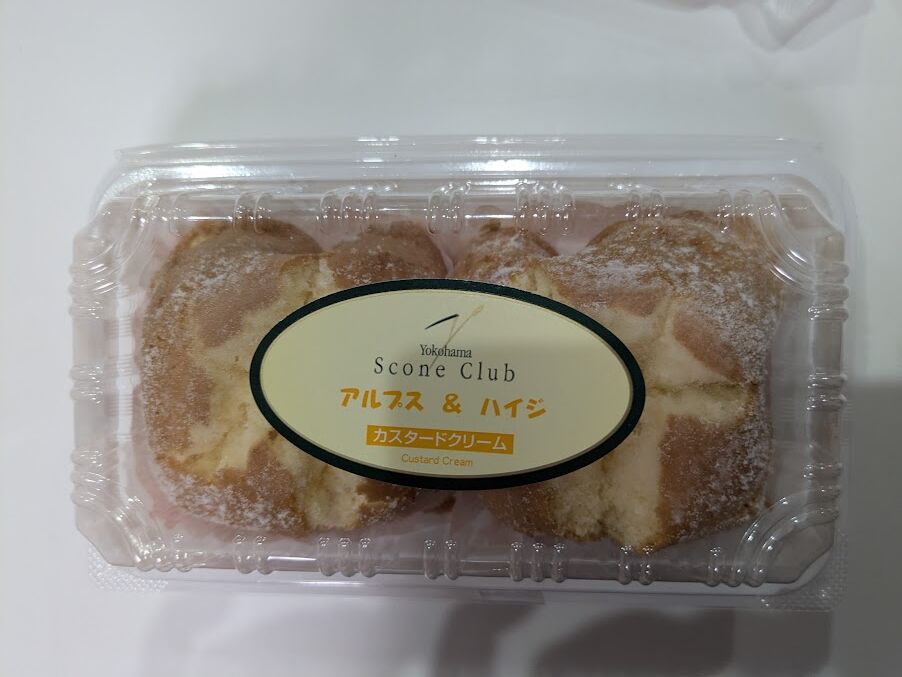 Yokohama
Scone Club
アルプス & ハイジ
カスタードクリーム
Custard Cream